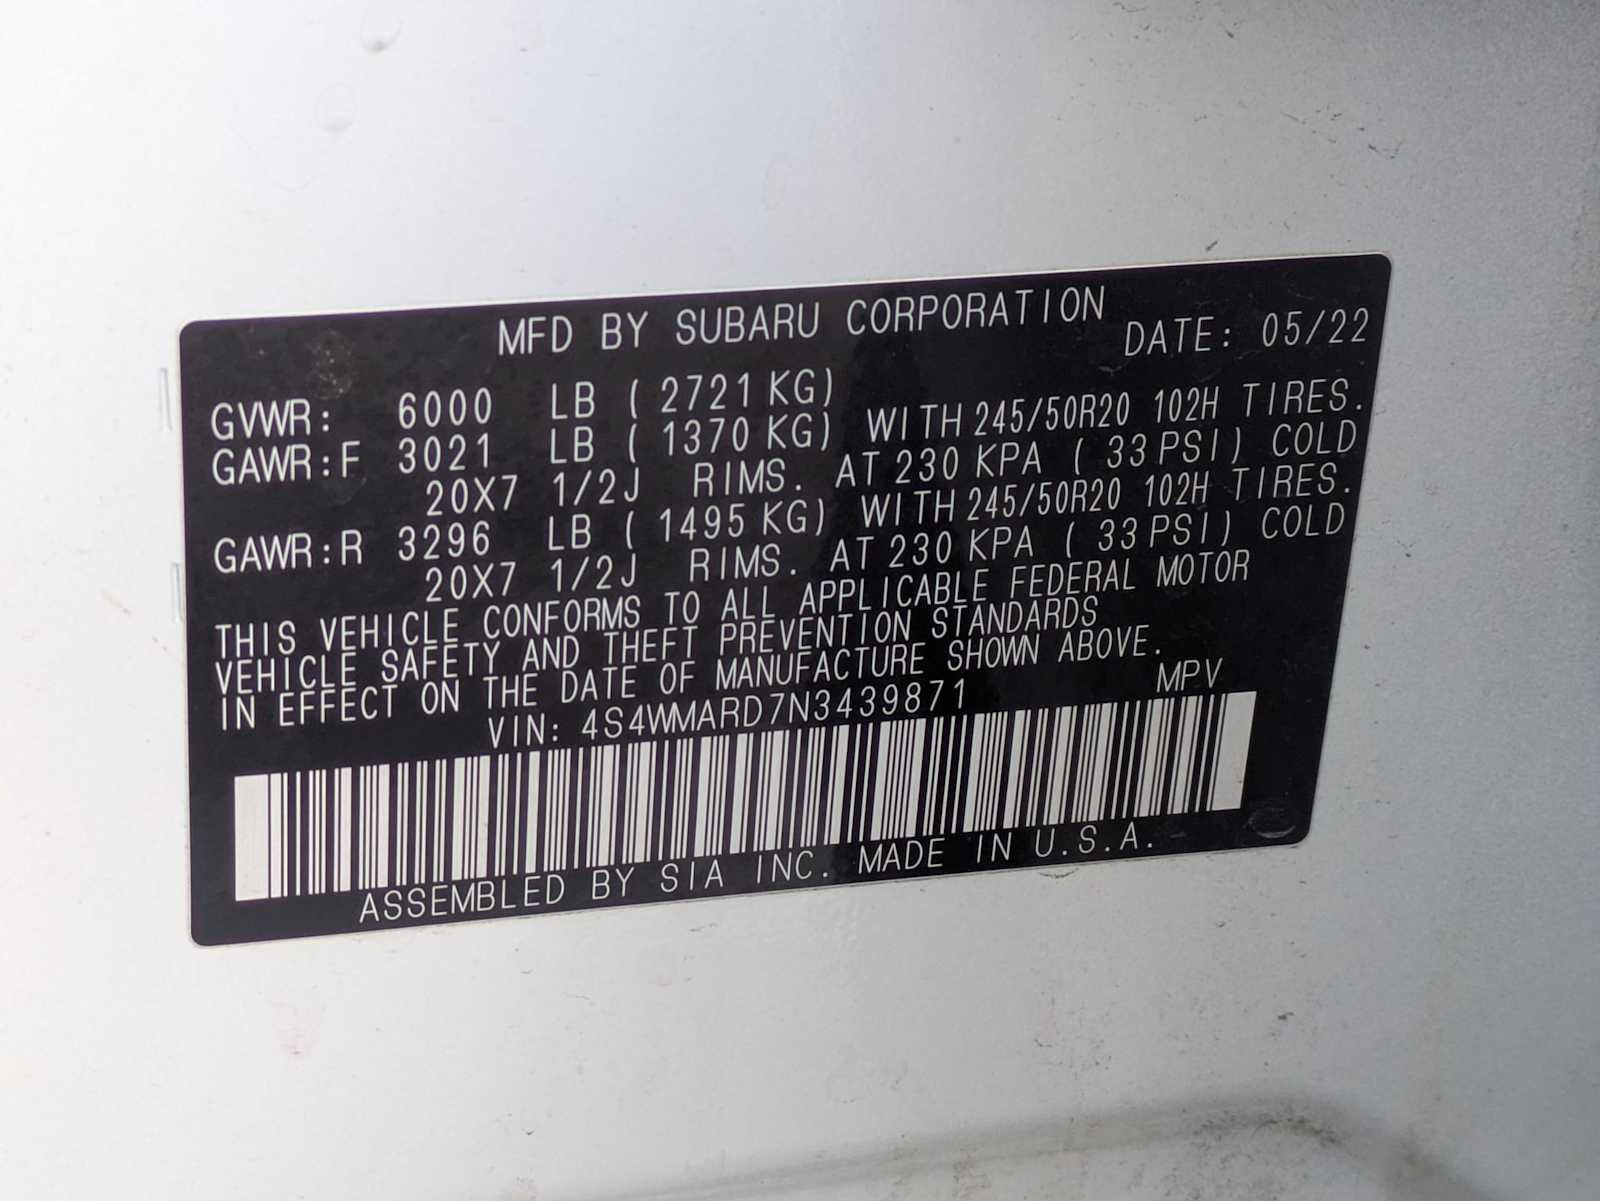 MFD BY SUBARU CORPORATION DATE: 05/22
GVWR: 6000 LB ( 2721 KG)
GAWR:F 3021 LB ( 1370 KG) WITH 245/50R20 102H TIRES.
20X7 1/2J RIMS. AT 230 KPA ( 33 PSI) COLD
GAWR:R 3296 LB ( 1495 KG) WITH 245/50R20 102H TIRES.
20X7 1/2J RIMS. AT 230 KPA ( 33 PSI) COLD
THIS VEHICLE CONFORMS TO ALL APPLICABLE FEDERAL MOTOR
VEHICLE SAFETY AND THEFT PREVENTION STANDARDS
IN EFFECT ON THE DATE OF MANUFACTURE SHOWN ABOVE.
VIN: 4S4WMARD7N3439871 MPV
ASSEMBLED BY SIA INC. MADE IN U.S.A.